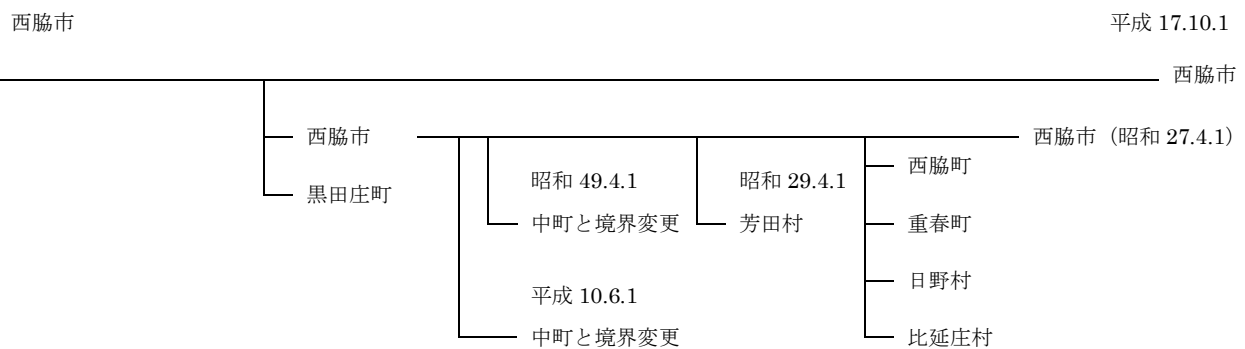 西脇市
平成 17.10.1
西脇市
西脇市
西脇市（昭和 27.4.1）
西脇町
昭和 49.4.1
昭和 29.4.1
黒田庄町
中町と境界変更
芳田村
重春町
日野村
平成 10.6.1
中町と境界変更
比延庄村